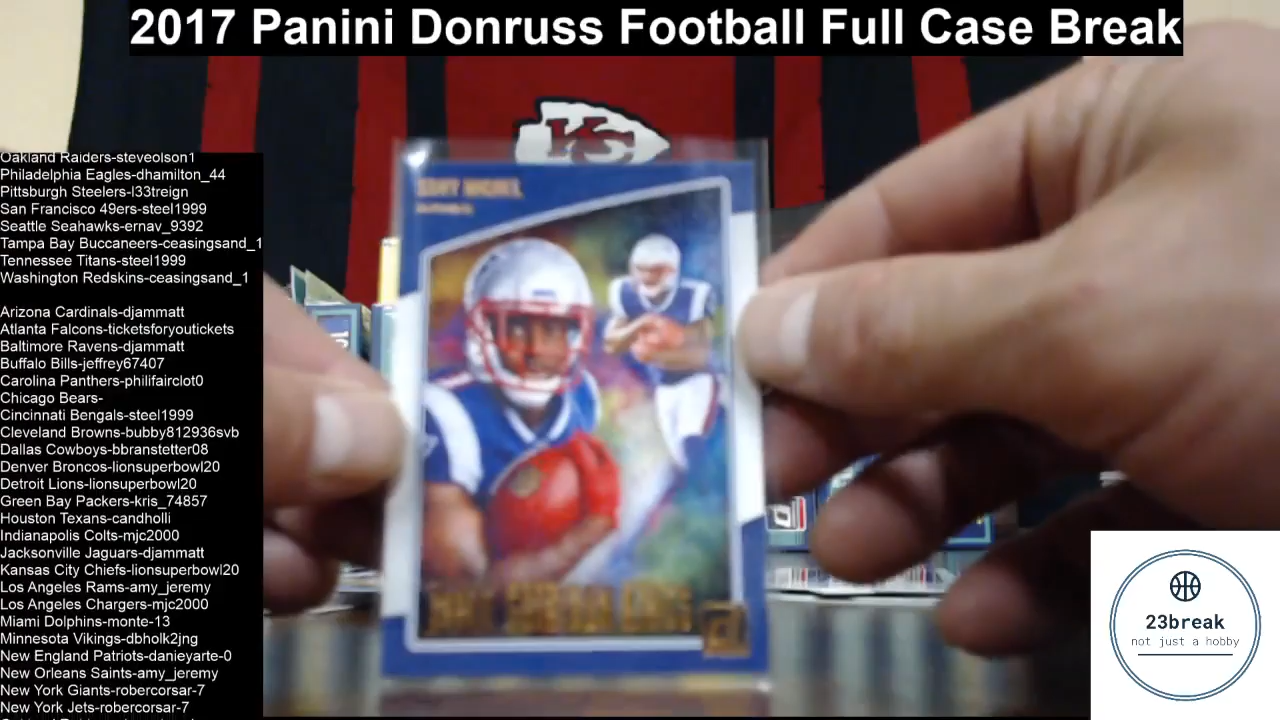 2017 Panini Donruss Football Full Case Break
Oakland Raiders-steveolson1
Philadelphia Eagles-dhamilton_44
Pittsburgh Steelers-l33treign
San Francisco 49ers-steel1999
Seattle Seahawks-ernav_9392
Tampa Bay Buccaneers-ceasingsand_1
Tennessee Titans-steel1999
Washington Redskins-ceasingsand_1
Arizona Cardinals-djammatt
Atlanta Falcons-ticketsforyoutickets
Baltimore Ravens-djammatt
Buffalo Bills-jeffrey67407
Carolina Panthers-philifairclot0
Chicago Bears-
Cincinnati Bengals-steel1999
Cleveland Browns-bubby812936svb
Dallas Cowboys-bbranstetter08
Denver Broncos-lionsuperbowl20
Detroit Lions-lionsuperbowl20
Green Bay Packers-kris_74857
Houston Texans-candholli
Indianapolis Colts-mjc2000
Jacksonville Jaguars-djammatt
Kansas City Chiefs-lionsuperbowl20
Los Angeles Rams-amy_jeremy
Los Angeles Chargers-mjc2000
Miami Dolphins-monte-13
Minnesota Vikings-dbholk2jng
New England Patriots-danieyarte-0
New Orleans Saints-amy_jeremy
New York Giants-robercorsar-7
New York Jets-robercorsar-7
KC
23break
not just a hobby